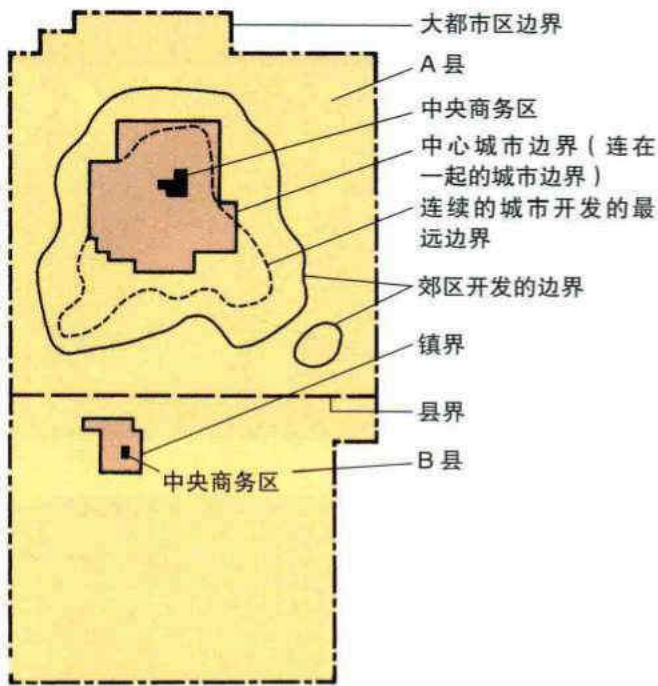 大都市区边界
A县
中央商务区
中心城市边界（连在
一起的城市边界）
连续的城市开发的最
远边界
郊区开发的边界
镇界
县界
B县
中央商务区